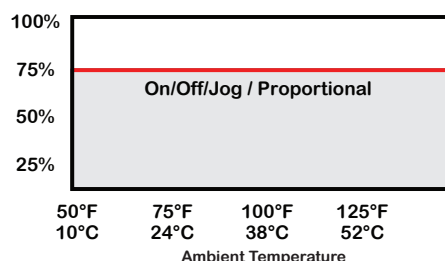 100%
75%
On/Off/Jog / Proportional
50%
25%
50°F 75°F 100°F 125°F
10°C 24°C 38°C 52°C
Ambient Temperature